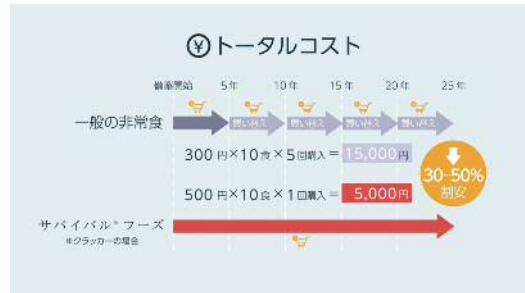 トータルコスト
備蓄開始 5年 10年 15年 20年 25年
一般の非常食 買い替え 買い替え 買い替え 買い替え
300円×10食×5回購入=15,000円
30-50%
割安
500円×10食×1回購入=5,000円
サバイバル®フーズ
※クラッカーの場合